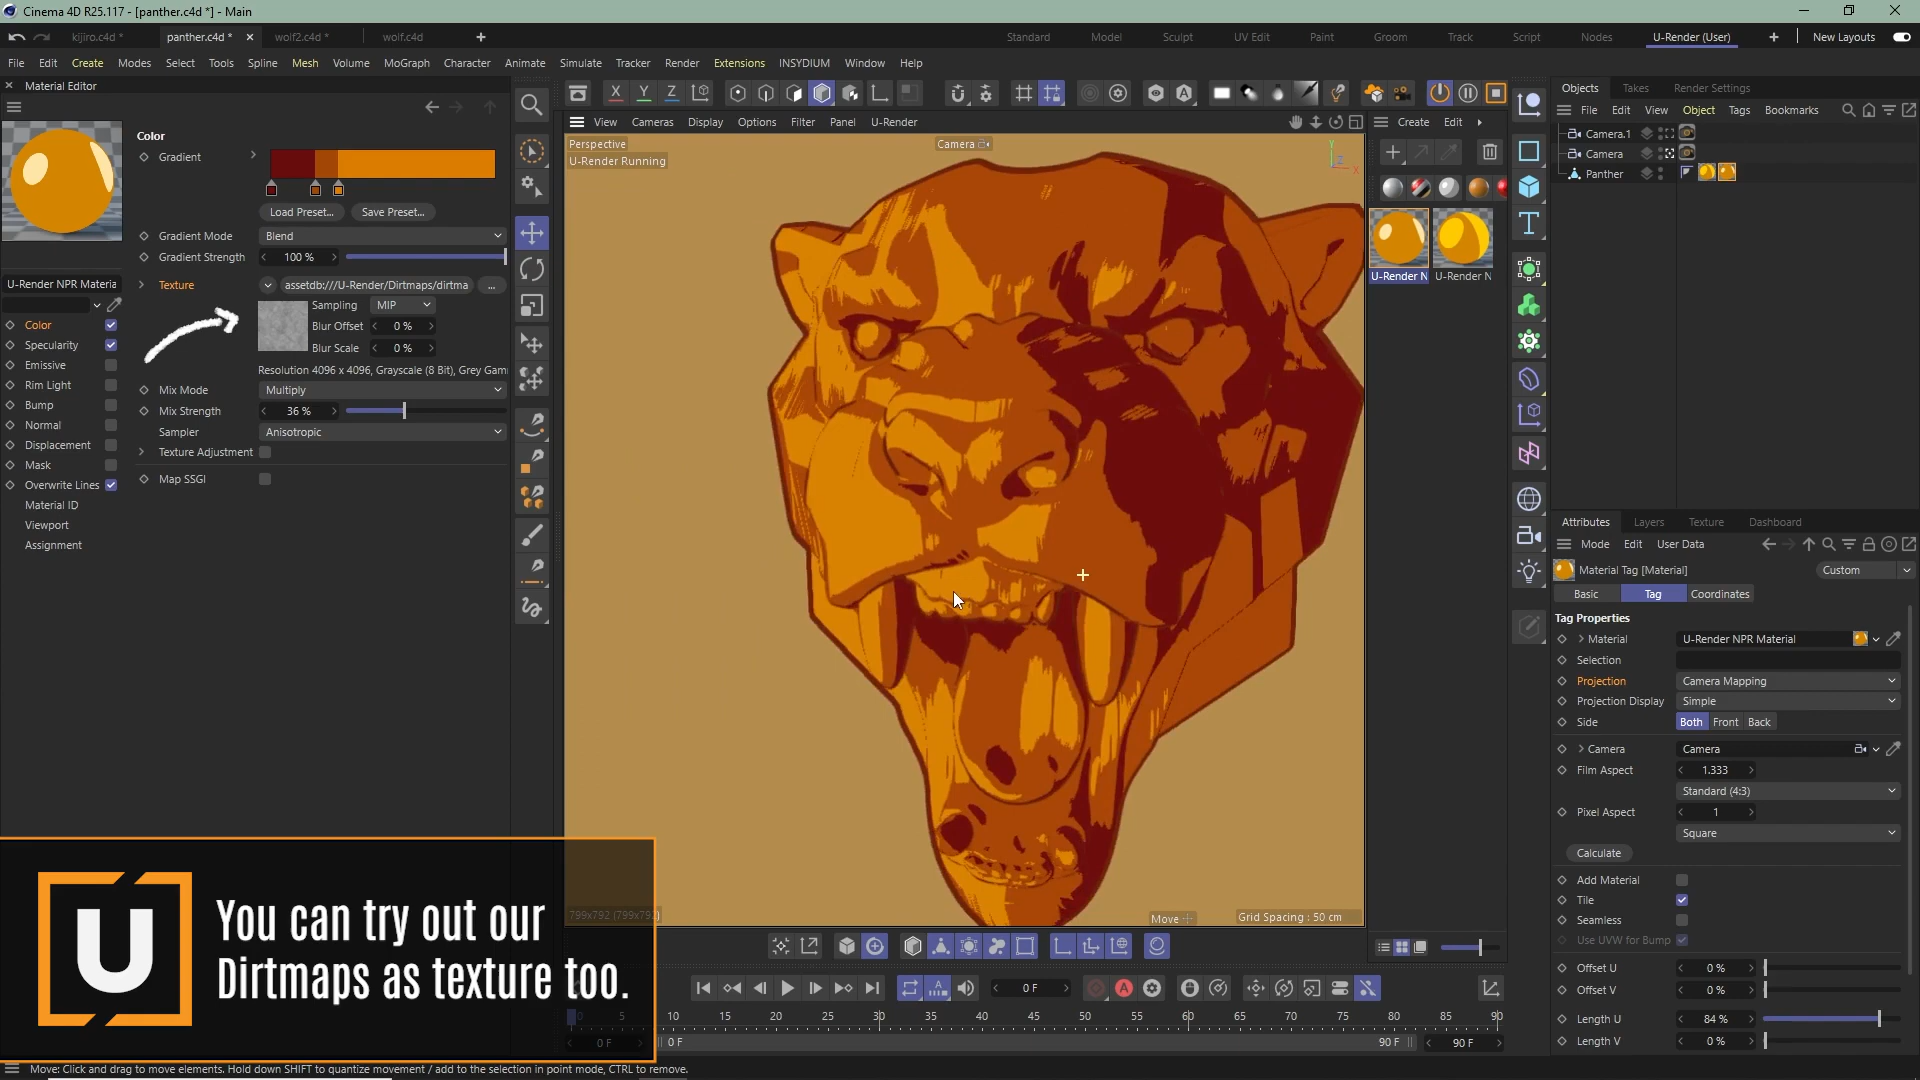 Cinema 4D R25.117 - [panther.c4d *] - Main
kijiro.c4d *
panther.c4d *
wolf2.c4d *
wolf.c4d
Standard
Model
Sculpt
UV Edit
Paint
Groom
Track
Script
Nodes
U-Render (User)
New Layouts
File Edit Create Modes Select Tools Spline Mesh Volume MoGraph Character Animate Simulate Tracker Render Extensions INSYDIUM Window Help
Material Editor
Color
Gradient
Load Preset...
Save Preset...
Gradient Mode
Blend
Gradient Strength
100 %
U-Render NPR Materia
Texture
assetdb:///U-Render/Dirtmaps/dirtma
...
Sampling
MIP
Blur Offset
0 %
Blur Scale
0 %
Resolution 4096 x 4096, Grayscale (8 Bit), Grey Gam
Mix Mode
Multiply
Mix Strength
36 %
Sampler
Anisotropic
Texture Adjustment
Map SSGI
Color
Specularity
Emissive
Rim Light
Bump
Normal
Displacement
Mask
Overwrite Lines
Material ID
Viewport
Assignment
X Y Z
View Cameras Display Options Filter Panel U-Render
Perspective
U-Render Running
Camera
799x792 (799x792)
Move
Grid Spacing : 50 cm
Create Edit
U-Render N
U-Render N
Objects
Takes
Render Settings
File Edit View Object Tags Bookmarks
Camera.1
Camera
Panther
Attributes
Layers
Texture
Dashboard
Mode Edit User Data
Material Tag [Material]
Custom
Basic
Tag
Coordinates
Tag Properties
Material
U-Render NPR Material
Selection
Projection
Camera Mapping
Projection Display
Simple
Side
Both
Front
Back
Camera
Camera
Film Aspect
1.333
Standard (4:3)
Pixel Aspect
1
Square
Calculate
Add Material
Tile
Seamless
Use UVW for Bump
Offset U
0 %
Offset V
0 %
Length U
84 %
Length V
0 %
0 F
0 5 10 15 20 25 30 35 40 45 50 55 60 65 70 75 80 85 90
0 F
0 F
90 F
90 F
U
You can try out our
Dirtmaps as texture too.
Move: Click and drag to move elements. Hold down SHIFT to quantize movement / add to the selection in point mode, CTRL to remove.